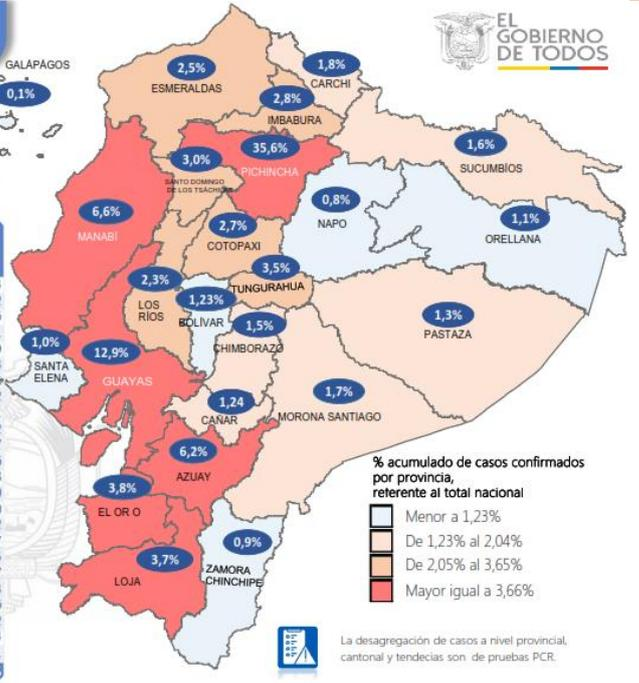 EL
GOBIERNO
DE TODOS
GALÁPAGOS
0,1%
2,5%
ESMERALDAS
1,8%
CARCHI
2,8%
IMBABURA
35,6%
PICHINCHA
3,0%
SANTO DOMINGO
DE LOS TSÁCHILAS
1,6%
SUCUMBÍOS
0,8%
NAPO
1,1%
ORELLANA
6,6%
MANABÍ
2,7%
COTOPAXI
3,5%
TUNGURAHUA
2,3%
LOS
RÍOS
1,23%
BOLÍVAR
1,5%
CHIMBORAZO
1,3%
PASTAZA
1,0%
SANTA
ELENA
12,9%
GUAYAS
1,24
CAÑAR
1,7%
MORONA SANTIAGO
6,2%
AZUAY
3,8%
EL OR O
3,7%
LOJA
0,9%
ZAMORA
CHINCHIPE
% acumulado de casos confirmados
por provincia,
referente al total nacional
Menor a 1,23%
De 1,23% al 2,04%
De 2,05% al 3,65%
Mayor igual a 3,66%
La desagregación de casos a nivel provincial,
cantonal y tendecias son de pruebas PCR.